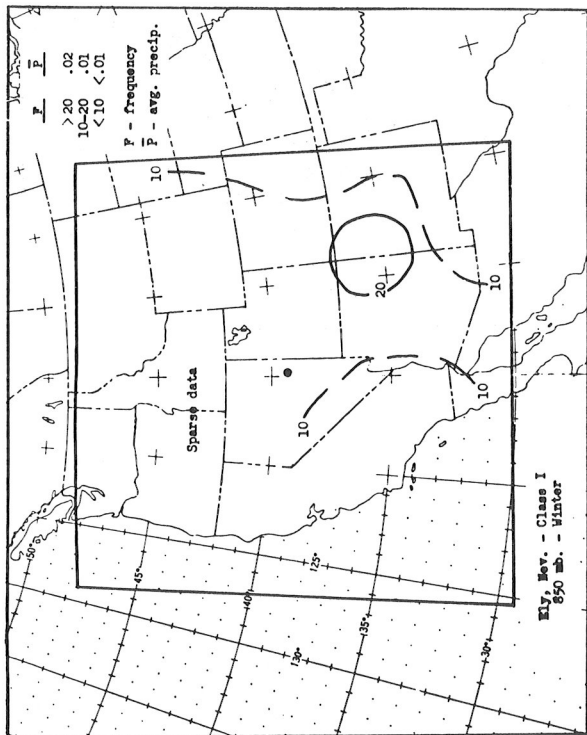 F P
>20 .02
10-20 .01
<10 <.01
F - frequency
P - avg. precip.
10
20
10
10
10
Sparse data
50°
45°
40°
35°
30°
125°
130°
Ely, Nev. - Class I
850 mb. - Winter